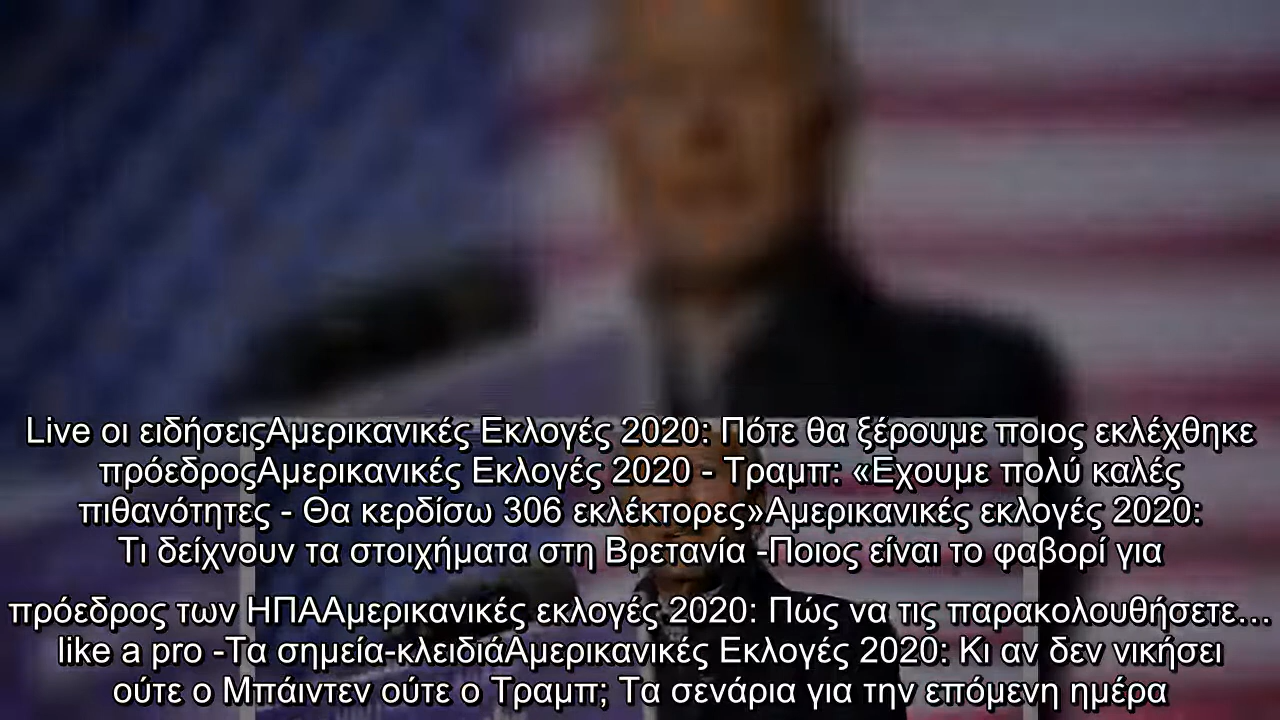 Live οι ειδήσειςΑμερικανικές Εκλογές 2020: Πότε θα ξέρουμε ποιος εκλέχθηκε
πρόεδροςΑμερικανικές Εκλογές 2020 - Τραμπ: «Εχουμε πολύ καλές
πιθανότητες - Θα κερδίσω 306 εκλέκτορες»Αμερικανικές εκλογές 2020:
Τι δείχνουν τα στοιχήματα στη Βρετανία -Ποιος είναι το φαβορί για
πρόεδρος των ΗΠΑΑμερικανικές εκλογές 2020: Πώς να τις παρακολουθήσετε…
like a pro -Τα σημεία-κλειδιάΑμερικανικές Εκλογές 2020: Κι αν δεν νικήσει
ούτε ο Μπάιντεν ούτε ο Τραμπ; Τα σενάρια για την επόμενη ημέρα